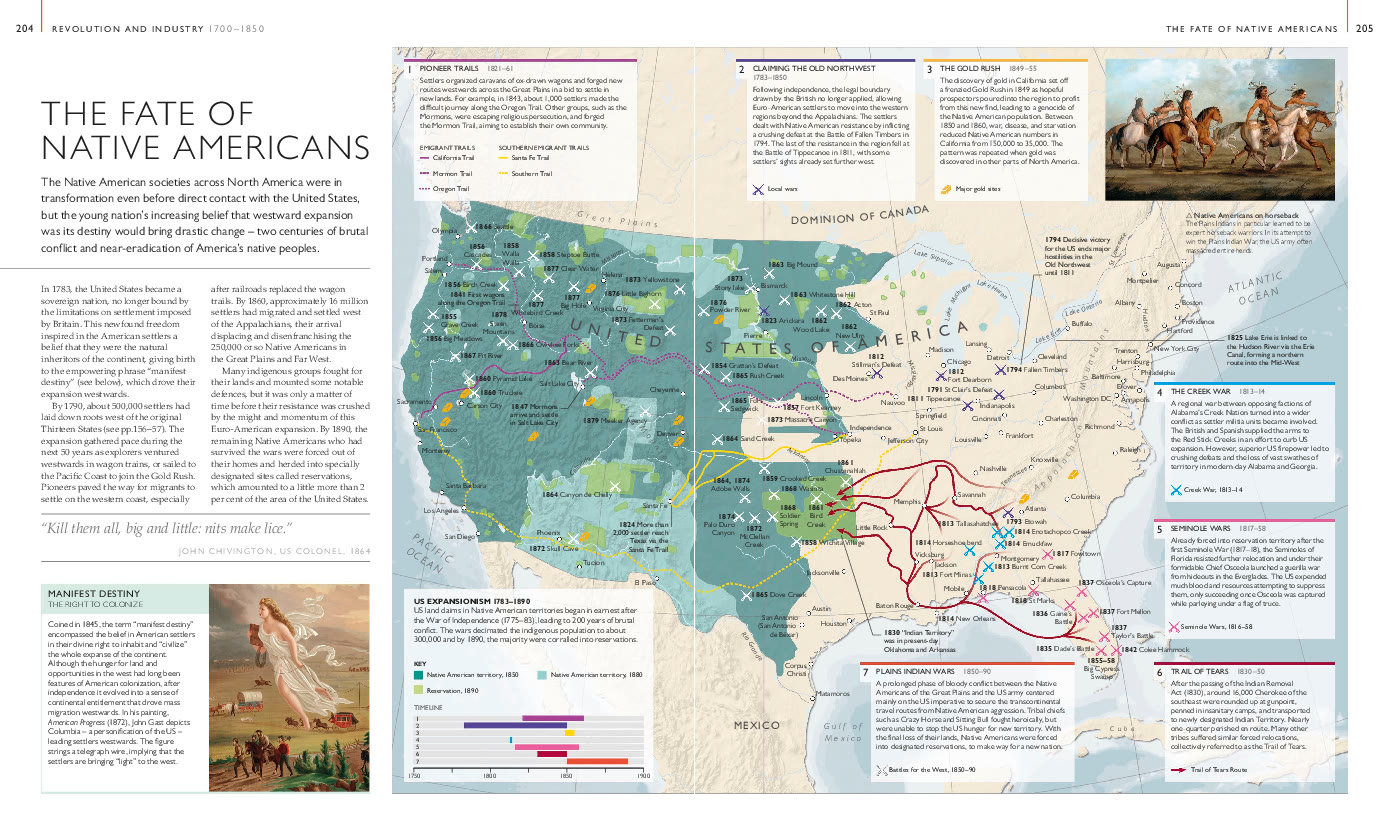 204
REVOLUTION AND INDUSTRY 1700–1850
THE FATE OF NATIVE AMERICANS
205
THE FATE OF
NATIVE AMERICANS
The Native American societies across North America were in
transformation even before direct contact with the United States,
but the young nation's increasing belief that westward expansion
was its destiny would bring drastic change – two centuries of brutal
conflict and near-eradication of America's native peoples.
In 1783, the United States became a
sovereign nation, no longer bound by
the limitations on settlement imposed
by Britain. This newfound freedom
inspired in the American settlers a
belief that they were the natural
inheritors of the continent, giving birth
to the empowering phrase "manifest
destiny" (see below), which drove their
expansion westwards.
By 1790, about 500,000 settlers had
laid down roots west of the original
Thirteen States (see pp.156–57). The
expansion gathered pace during the
next 50 years as explorers ventured
westwards in wagon trains, or sailed to
the Pacific Coast to join the Gold Rush.
Pioneers paved the way for migrants to
settle on the western coast, especially
after railroads replaced the wagon
trails. By 1860, approximately 16 million
settlers had migrated and settled west
of the Appalachians, their arrival
displacing and disenfranchising the
250,000 or so Native Americans in
the Great Plains and Far West.
Many indigenous groups fought for
their lands and mounted some notable
defences, but it was only a matter of
time before their resistance was crushed
by the might and momentum of this
Euro-American expansion. By 1890, the
remaining Native Americans who had
survived the wars were forced out of
their homes and herded into specially
designated sites called reservations,
which amounted to a little more than 2
per cent of the area of the United States.
"Kill them all, big and little: nits make lice."
JOHN CHIVINGTON, US COLONEL, 1864
MANIFEST DESTINY
THE RIGHT TO COLONIZE
Coined in 1845, the term "manifest destiny"
encompassed the belief in American settlers
in their divine right to inhabit and "civilize"
the whole expanse of the continent.
Although the hunger for land and
opportunities in the west had long been
features of American colonization, after
independence it evolved into a sense of
continental entitlement that drove mass
migration westwards. In his painting,
American Progress (1872), John Gast depicts
Columbia – a personification of the US –
leading settlers westwards. The figure
strings a telegraph wire, implying that the
settlers are bringing "light" to the west.
1 PIONEER TRAILS 1821–61
Settlers organized caravans of ox-drawn wagons and forged new
routes westwards across the Great Plains in a bid to settle in
new lands. For example, in 1843, about 1,000 settlers made the
difficult journey along the Oregon Trail. Other groups, such as the
Mormons, were escaping religious persecution, and forged
the Mormon Trail, aiming to establish their own community.
EMIGRANT TRAILS
California Trail
Mormon Trail
Oregon Trail
SOUTHERN EMIGRANT TRAILS
Santa Fe Trail
Southern Trail
2 CLAIMING THE OLD NORTHWEST
1783–1850
Following independence, the legal boundary
drawn by the British no longer applied, allowing
Euro-American settlers to move into the western
regions beyond the Appalachians. The settlers
dealt with Native American resistance by inflicting
a crushing defeat at the Battle of Fallen Timbers in
1794. The last of the resistance in the region fell at
the Battle of Tippecanoe in 1811, with some
settlers' sights already set further west.
Local wars
3 THE GOLD RUSH 1849–55
The discovery of gold in California set off
a frenzied Gold Rush in 1849 as hopeful
prospectors poured into the region to profit
from this new find, leading to a genocide of
the Native American population. Between
1850 and 1860, war, disease, and starvation
reduced Native American numbers in
California from 150,000 to 35,000. The
pattern was repeated when gold was
discovered in other parts of North America.
Major gold sites
△ Native Americans on horseback
The Plains Indians in particular learned to be
expert horseback warriors. In its attempt to
win the Plains Indian War, the US army often
massacred entire herds.
4 THE CREEK WAR 1813–14
A regional war between opposing factions of
Alabama's Creek Nation turned into a wider
conflict as settler militia units became involved.
The British and Spanish supplied the arms to
the Red Stick Creeks in an effort to curb US
expansion. However, superior US firepower led to
crushing defeats and the loss of vast swathes of
territory in modern-day Alabama and Georgia.
Creek War, 1813–14
5 SEMINOLE WARS 1817–58
Already forced into reservation territory after the
first Seminole War (1817–18), the Seminoles of
Florida resisted further relocation and under their
formidable Chief Osceola launched a guerilla war
from hideouts in the Everglades. The US expended
much blood and resources attempting to suppress
them, only succeeding once Osceola was captured
while parleying under a flag of truce.
Seminole Wars, 1816–58
6 TRAIL OF TEARS 1830–50
After the passing of the Indian Removal
Act (1830), around 16,000 Cherokee of the
southeast were rounded up at gunpoint,
penned in insanitary camps, and transported
to newly designated Indian Territory. Nearly
one-quarter perished en route. Many other
tribes suffered similar forced relocations,
collectively referred to as the Trail of Tears.
Trail of Tears Route
7 PLAINS INDIAN WARS 1850–90
A prolonged phase of bloody conflict between the Native
Americans of the Great Plains and the US army centered
mainly on the US imperative to secure the transcontinental
travel routes from Native American aggression. Tribal chiefs
such as Crazy Horse and Sitting Bull fought heroically, but
were unable to stop the US hunger for new territory. With
the final loss of their lands, Native Americans were forced
into designated reservations, to make way for a new nation.
Battles for the West, 1850–90
US EXPANSIONISM 1783–1890
US land claims in Native American territories began in earnest after
the War of Independence (1775–83), leading to 200 years of brutal
conflict. The wars decimated the indigenous population to about
300,000 and by 1890, the majority were corralled into reservations.
KEY
Native American territory, 1850
Native American territory, 1880
Reservation, 1890
TIMELINE
1
2
3
4
5
6
7
1750 1800 1850 1900
DOMINION OF CANADA
UNITED STATES OF AMERICA
MEXICO
Great Plains
PACIFIC OCEAN
ATLANTIC OCEAN
Gulf of Mexico
Cuba
1794 Decisive victory
for the US ends major
hostilities in the
Old Northwest
until 1811
1825 Lake Erie is linked to
the Hudson River via the Erie
Canal, forming a northern
route into the Mid-West
1830 "Indian Territory"
was in present-day
Oklahoma and Arkansas
1824 More than
2,000 settlers reach
Texas via the
Santa Fe Trail
1847 Mormons
arrive and settle
in Salt Lake City
1841 First wagons
along the Oregon Trail
Olympia
1866 Seattle
Portland
Salem
1856 Cascades
1858 Walla Walla
1858 Steptoe Butte
1877 Clear Water
Helena
1873 Yellowstone
1856 Birch Creek
1877 Big Hole
1876 Little Bighorn
Virginia City
1877 Whitebird Creek
1873 Fetterman's Defeat
1855 Grave Creek
1856 Big Meadows
Boise
1866 Owyhee Forks
1867 Pit River
1863 Bear River
1860 Pyramid Lake
1860 Truckee
Salt Lake City
Sacramento
Carson City
San Francisco
Monterey
Santa Barbara
Los Angeles
San Diego
Cheyenne
1879 Meeker Agency
Denver
1864 Canyon de Chelly
Santa Fe
Phoenix
1872 Skull Cave
Tucson
El Paso
1863 Big Mound
1873 Stony lake
Bismarck
1863 Whitestone Hill
1876 Powder River
1823 Arickara
Pierre
1862 Acton
1862 Wood Lake
St Paul
1862 New Ulm
1854 Grattan's Defeat
1865 Rush Creek
Lincoln
1857 Fort Kearney
1873 Massacre Canyon
1864 Sand Creek
Topeka
Independence
Jefferson City
Des Moines
Nauvoo
1812 Stillman's Defeat
Madison
Chicago
1812 Fort Dearborn
Lansing
Detroit
1794 Fallen Timbers
1791 St Clair's Defeat
1811 Tippecanoe
Indianapolis
Springfield
St Louis
Cincinnati
Louisville
Frankfort
Columbus
Cleveland
Buffalo
Charleston
Washington DC
Richmond
Raleigh
Baltimore
Dover
Annapolis
Philadelphia
Trenton
Harrisburg
New York City
Hartford
Providence
Boston
Concord
Albany
Montpelier
Augusta
Lake Superior
Lake Michigan
Lake Huron
Lake Erie
Lake Ontario
Hudson
Appalachian Mountains
1861 Chustenahlah
1864, 1874 Adobe Walls
1859 Crooked Creek
1868 Washita
1868 Soldier Spring
1861 Bird Creek
1874 Palo Duro Canyon
1872 McClellan Creek
1858 Wichita Village
1865 Dove Creek
Little Rock
Memphis
Nashville
Knoxville
Savannah
Tennessee
Columbia
Atlanta
1793 Etowah
1813 Tallasahatchee
1814 Enotachopco Creek
1814 Emuckfaw
1814 Horseshoe bend
1817 Fowltown
Vicksburg
Jackson
Montgomery
1813 Burnt Corn Creek
1813 Fort Mims
Mobile
1818 Pensacola
Tallahassee
1818 St Marks
1837 Osceola's Capture
1836 Gaine's Battle
1837 Fort Mellon
1837 Taylor's Battle
1835 Dade's Battle
1842 Colee Hammock
1855–58 Big Cypress Swamp
1814 New Orleans
Baton Rouge
Jacksonville
Austin
Houston
San Antonio
(San Antonio
de Béxar)
Corpus Christi
Matamoros
Rio Grande